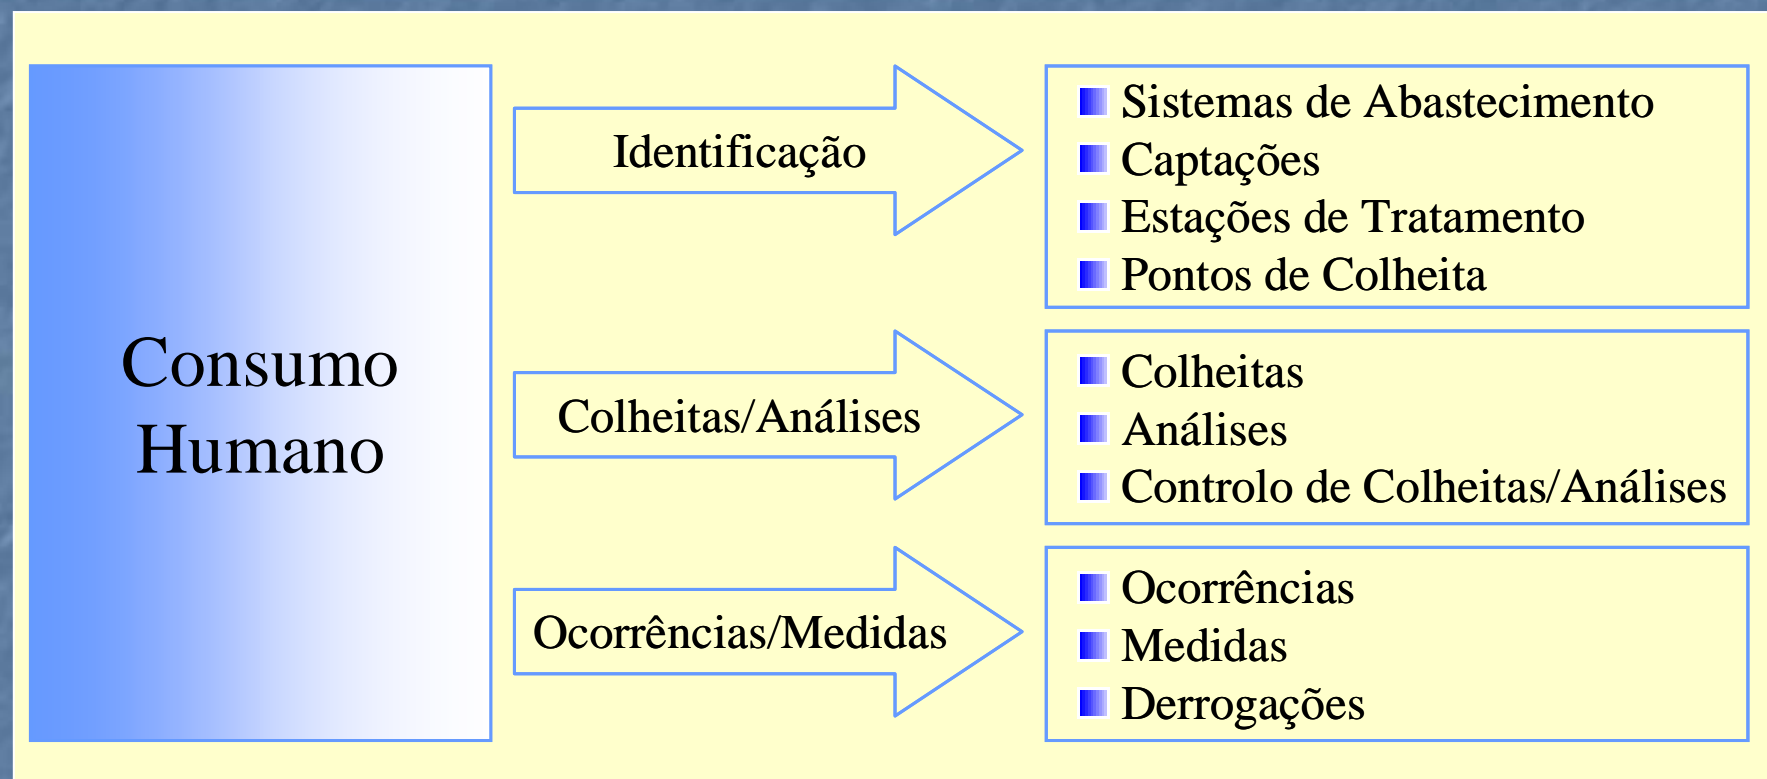 Consumo
Humano
Identificação
Sistemas de Abastecimento
Captações
Estações de Tratamento
Pontos de Colheita
Colheitas/Análises
Colheitas
Análises
Controlo de Colheitas/Análises
Ocorrências/Medidas
Ocorrências
Medidas
Derrogações